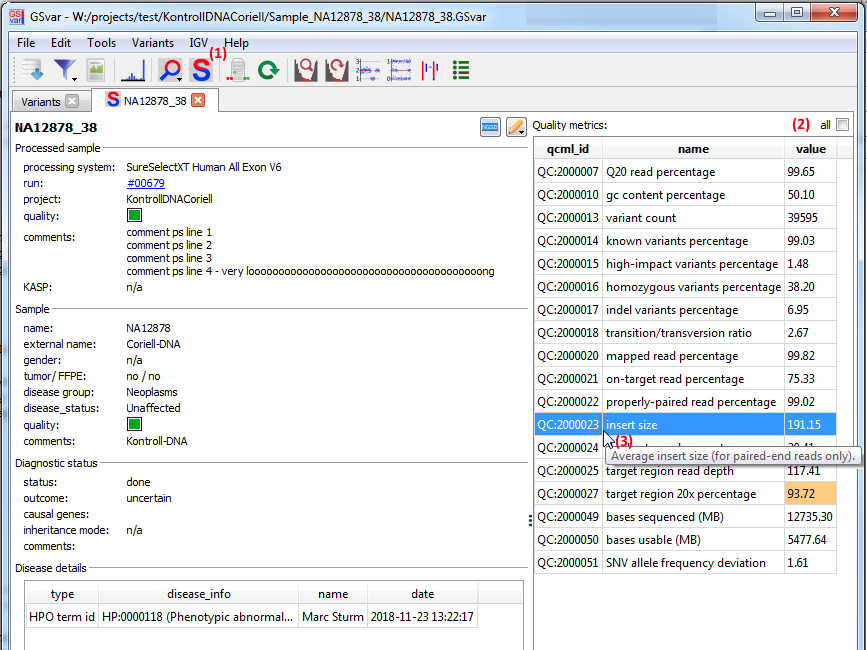 GSvar - W:/projects/test/KontrollDNACoriell/Sample_NA12878_38/NA12878_38.GSvar
File Edit Tools Variants IGV Help
(1)
Variants S NA12878_38
NA12878_38
Processed sample
processing system: SureSelectXT Human All Exon V6
run: #00679
project: KontrollDNACoriell
quality:
comments: comment ps line 1
comment ps line 2
comment ps line 3
comment ps line 4 - very looooooooooooooooooooooooooooooooooooooooong
KASP: n/a
Sample
name: NA12878
external name: Coriell-DNA
gender: n/a
tumor/ FFPE: no / no
disease group: Neoplasms
disease_status: Unaffected
quality:
comments: Kontroll-DNA
Diagnostic status
status: done
outcome: uncertain
causal genes:
inheritance mode: n/a
comments:
Disease details
type disease_info name date
HPO term id HP:0000118 (Phenotypic abnormal... Marc Sturm 2018-11-23 13:22:17
Quality metrics: (2) all
qcml_id name value
QC:2000007 Q20 read percentage 99.65
QC:2000010 gc content percentage 50.10
QC:2000013 variant count 39595
QC:2000014 known variants percentage 99.03
QC:2000015 high-impact variants percentage 1.48
QC:2000016 homozygous variants percentage 38.20
QC:2000017 indel variants percentage 6.95
QC:2000018 transition/transversion ratio 2.67
QC:2000020 mapped read percentage 99.82
QC:2000021 on-target read percentage 75.33
QC:2000022 properly-paired read percentage 99.02
QC:2000023 insert size 191.15
(3)
QC:2000024
Average insert size (for paired-end reads only).
QC:2000025 target region read depth 117.41
QC:2000027 target region 20x percentage 93.72
QC:2000049 bases sequenced (MB) 12735.30
QC:2000050 bases usable (MB) 5477.64
QC:2000051 SNV allele frequency deviation 1.61